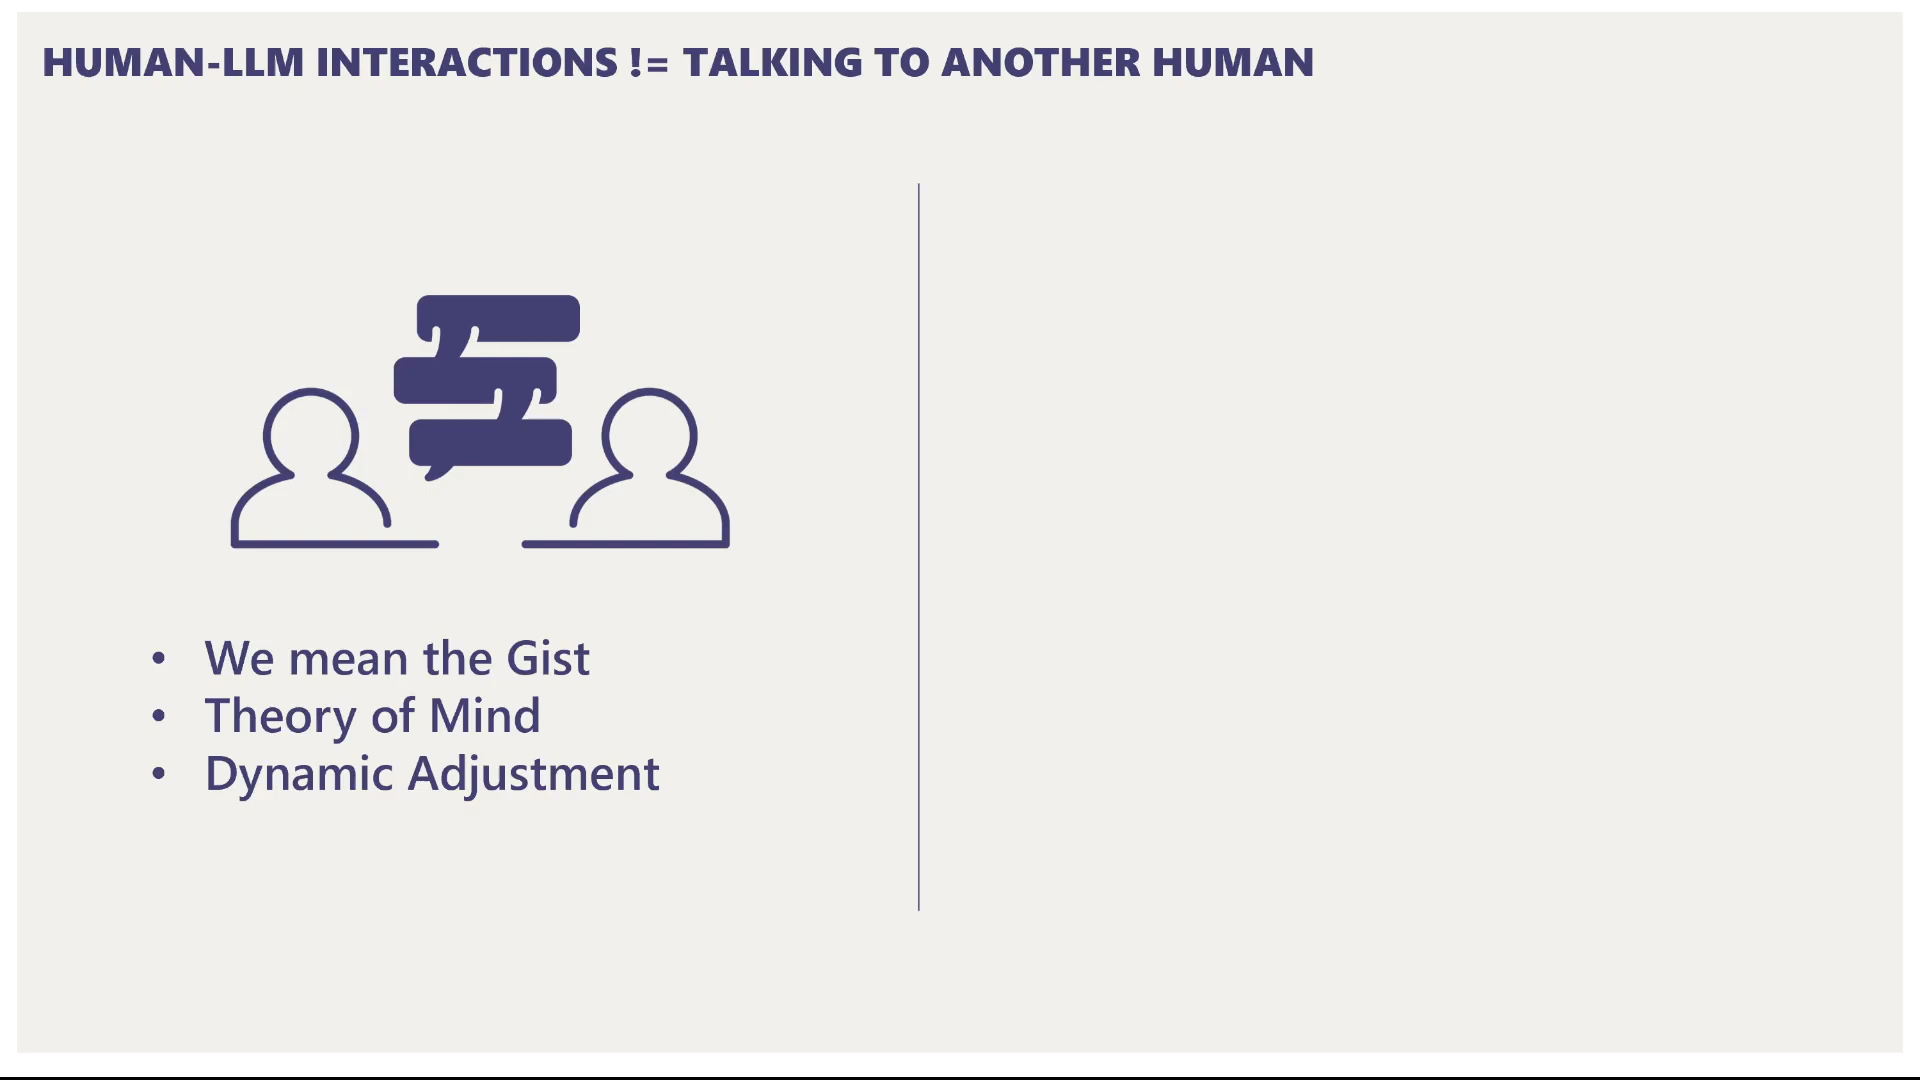 HUMAN-LLM INTERACTIONS != TALKING TO ANOTHER HUMAN
• We mean the Gist
• Theory of Mind
• Dynamic Adjustment